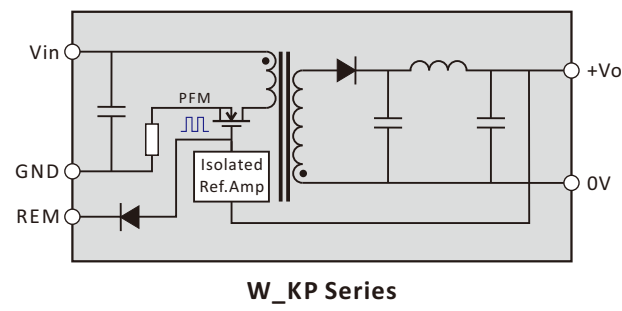 Vin
+Vo
PFM
GND
Isolated
Ref.Amp
0V
REM
W_KP Series